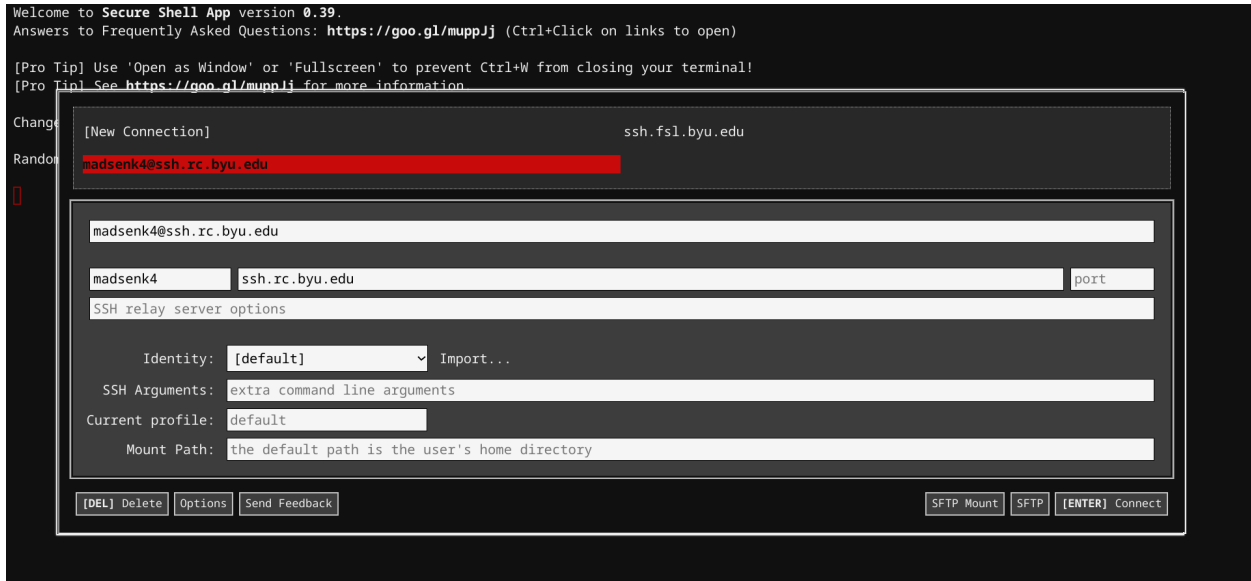 Welcome to Secure Shell App version 0.39.
Answers to Frequently Asked Questions: https://goo.gl/muppJj (Ctrl+Click on links to open)
[Pro Tip] Use 'Open as Window' or 'Fullscreen' to prevent Ctrl+W from closing your terminal!
[Pro Tip] See https://goo.gl/muppJj for more information.
Change
[New Connection] ssh.fsl.byu.edu
Random
madsenk4@ssh.rc.byu.edu
madsenk4@ssh.rc.byu.edu
madsenk4 ssh.rc.byu.edu port
SSH relay server options
Identity: [default] Import...
SSH Arguments: extra command line arguments
Current profile: default
Mount Path: the default path is the user's home directory
[DEL] Delete Options Send Feedback SFTP Mount SFTP [ENTER] Connect